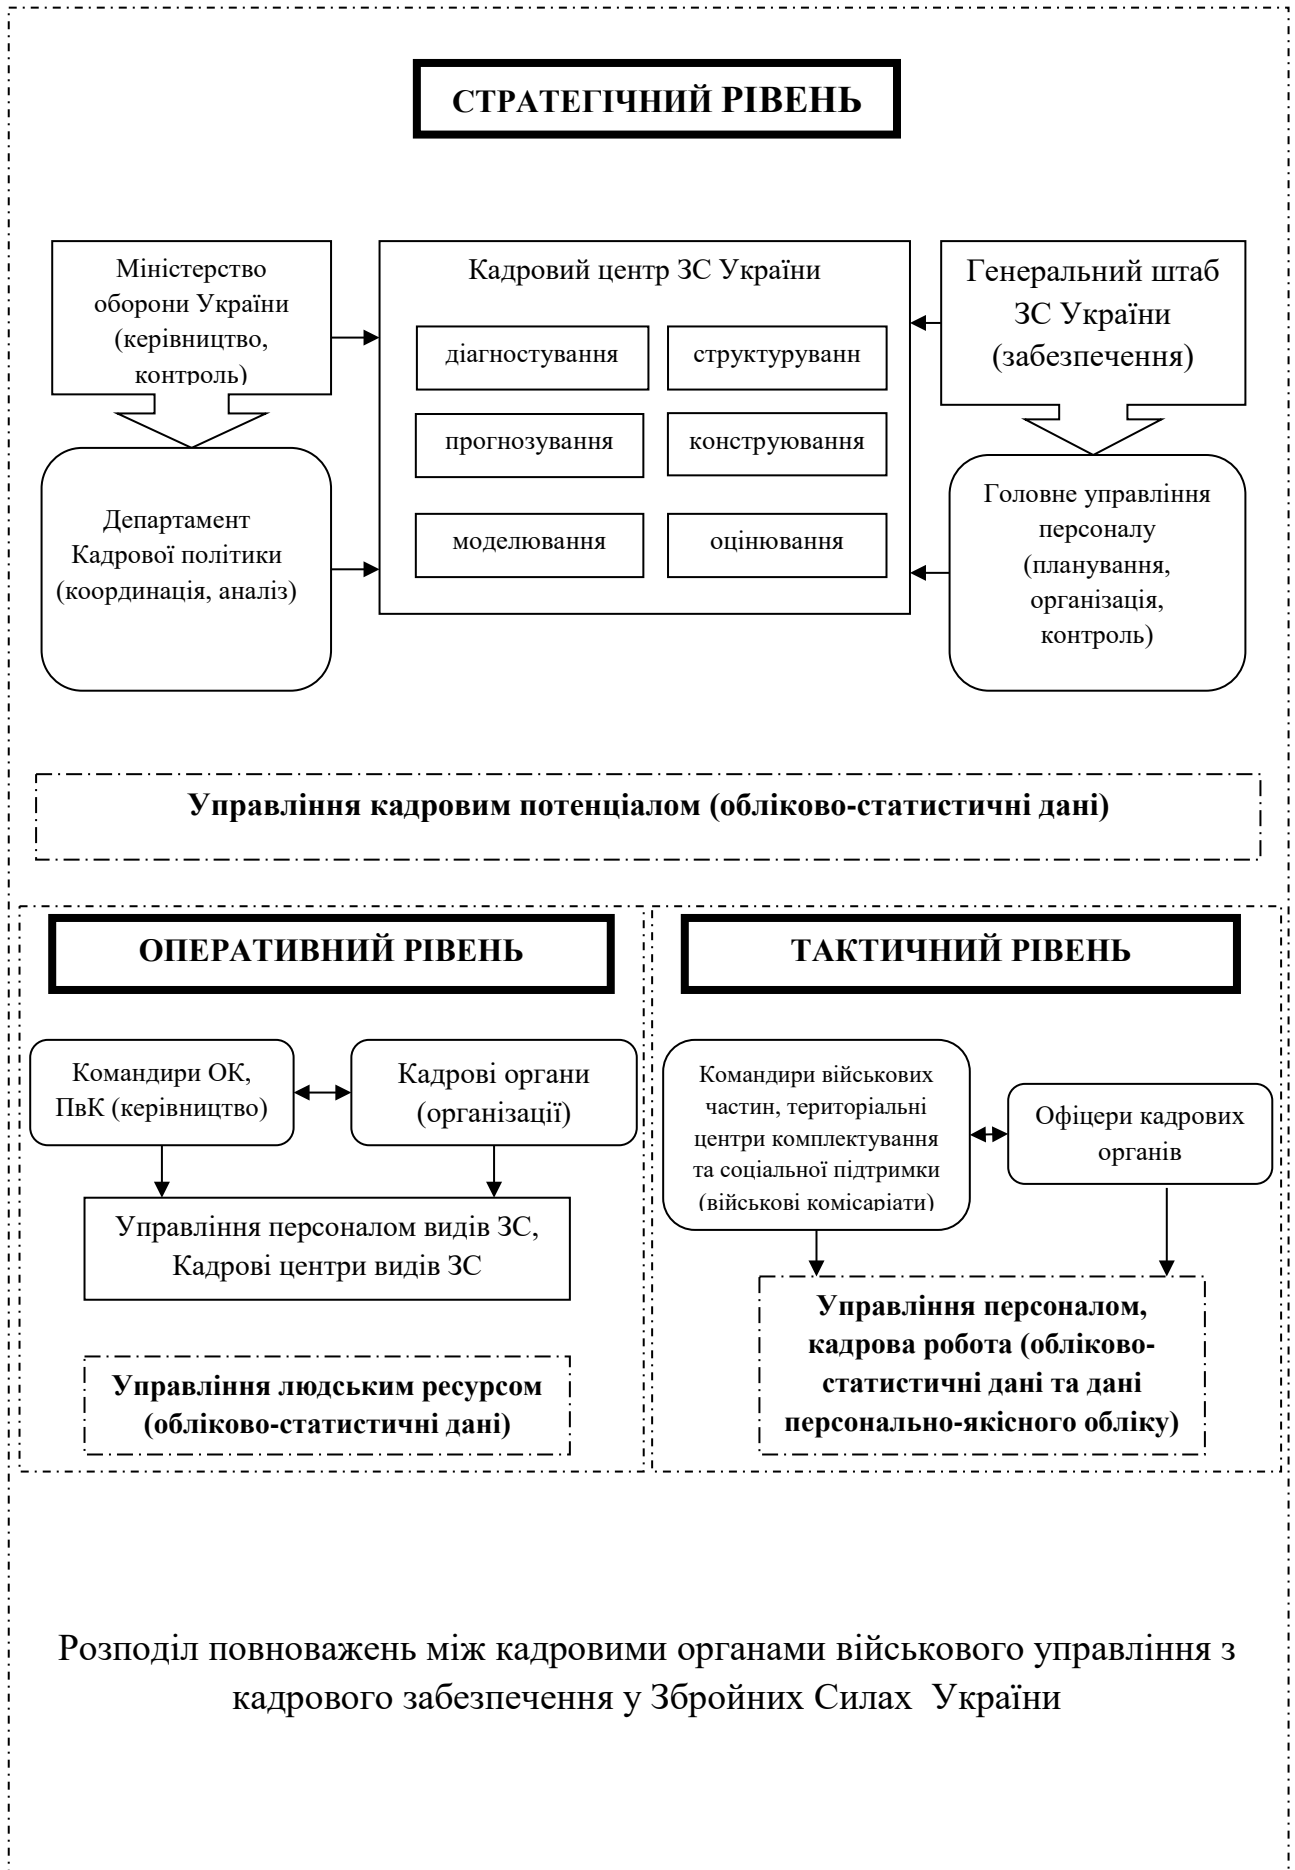 СТРАТЕГІЧНИЙ РІВЕНЬ
Міністерство
оборони України
(керівництво,
контроль)
Кадровий центр ЗС України
діагностування
структуруванн
прогнозування
конструювання
моделювання
оцінювання
Генеральний штаб
ЗС України
(забезпечення)
Департамент
Кадрової політики
(координація, аналіз)
Головне управління
персоналу
(планування,
організація,
контроль)
Управління кадровим потенціалом (обліково-статистичні дані)
ОПЕРАТИВНИЙ РІВЕНЬ
Командири ОК,
ПвК (керівництво)
Кадрові органи
(організації)
Управління персоналом видів ЗС,
Кадрові центри видів ЗС
Управління людським ресурсом
(обліково-статистичні дані)
ТАКТИЧНИЙ РІВЕНЬ
Командири військових
частин, територіальні
центри комплектування
та соціальної підтримки
(військові комісаріати)
Офіцери кадрових
органів
Управління персоналом,
кадрова робота (обліково-
статистичні дані та дані
персонально-якісного обліку)
Розподіл повноважень між кадровими органами військового управління з
кадрового забезпечення у Збройних Силах  України